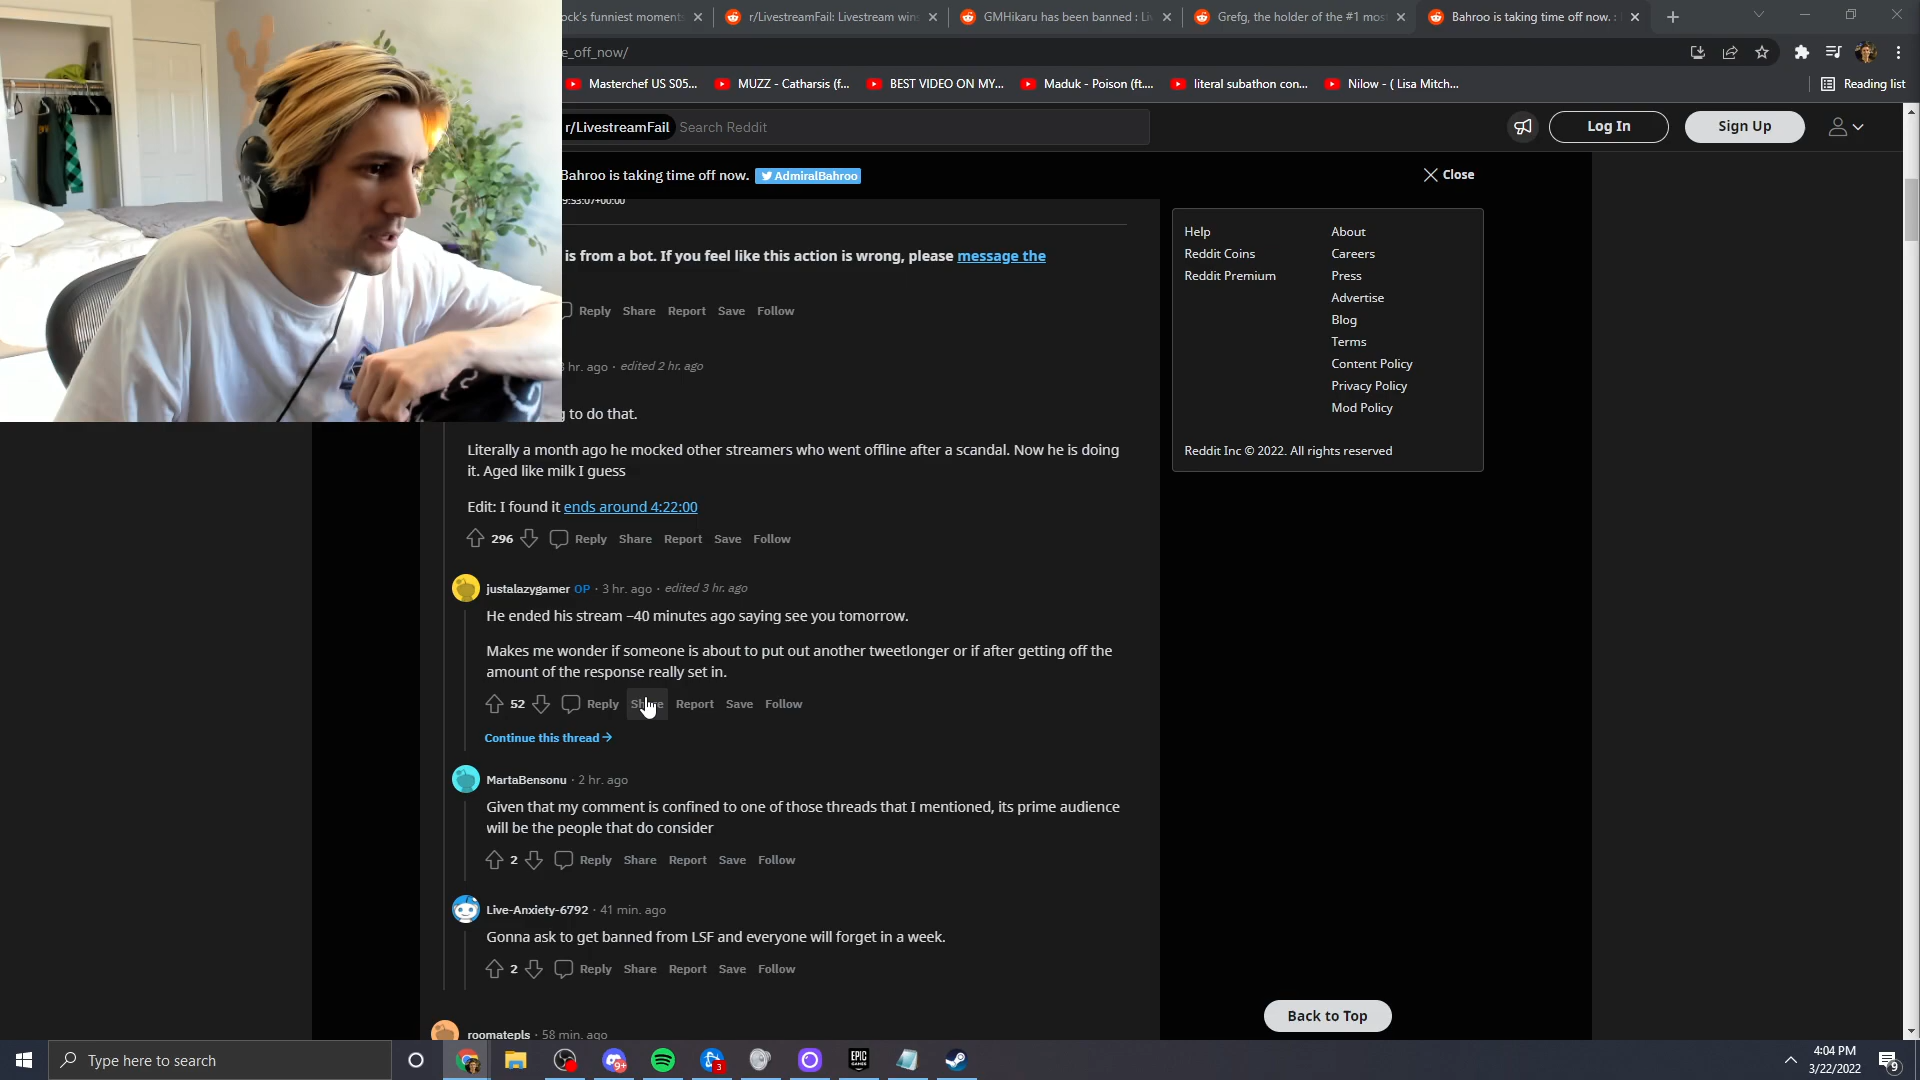 ock's funniest moment
r/LivestreamFail: Livestream win
GMHikaru has been banned : Li
Grefg, the holder of the #1 mos
Bahroo is taking time off now. :
e_off_now/
Masterchef US S05...
MUZZ - Catharsis (f...
BEST VIDEO ON MY...
Maduk - Poison (ft....
literal subathon con...
Nilow - ( Lisa Mitch...
Reading list
r/LivestreamFail
Search Reddit
Log In
Sign Up
Bahroo is taking time off now.
AdmiralBahroo
Close
9:53:07+00:00
is from a bot. If you feel like this action is wrong, please message the
Reply Share Report Save Follow
hr. ago · edited 2 hr. ago
to do that.
Literally a month ago he mocked other streamers who went offline after a scandal. Now he is doing
it. Aged like milk I guess
Edit: I found it ends around 4:22:00
296 Reply Share Report Save Follow
justalazygamer OP · 3 hr. ago · edited 3 hr. ago
He ended his stream ~40 minutes ago saying see you tomorrow.
Makes me wonder if someone is about to put out another tweetlonger or if after getting off the
amount of the response really set in.
52 Reply Share Report Save Follow
Continue this thread
MartaBensonu · 2 hr. ago
Given that my comment is confined to one of those threads that I mentioned, its prime audience
will be the people that do consider
2 Reply Share Report Save Follow
Live-Anxiety-6792 · 41 min. ago
Gonna ask to get banned from LSF and everyone will forget in a week.
2 Reply Share Report Save Follow
roomatepls · 58 min. ago
Help
Reddit Coins
Reddit Premium
About
Careers
Press
Advertise
Blog
Terms
Content Policy
Privacy Policy
Mod Policy
Reddit Inc © 2022. All rights reserved
Back to Top
Type here to search
9+
3
EPIC
GAMES
4:04 PM
3/22/2022
9